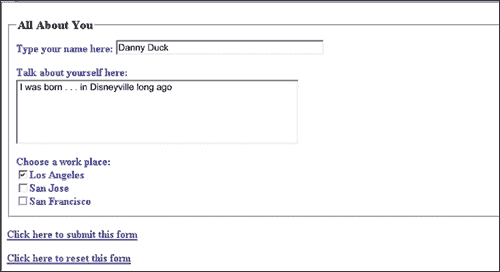 All About You
Type your name here: Danny Duck
Talk about yourself here:
I was born . . . in Disneyville long ago
Choose a work place:
Los Angeles
San Jose
San Francisco
Click here to submit this form
Click here to reset this form